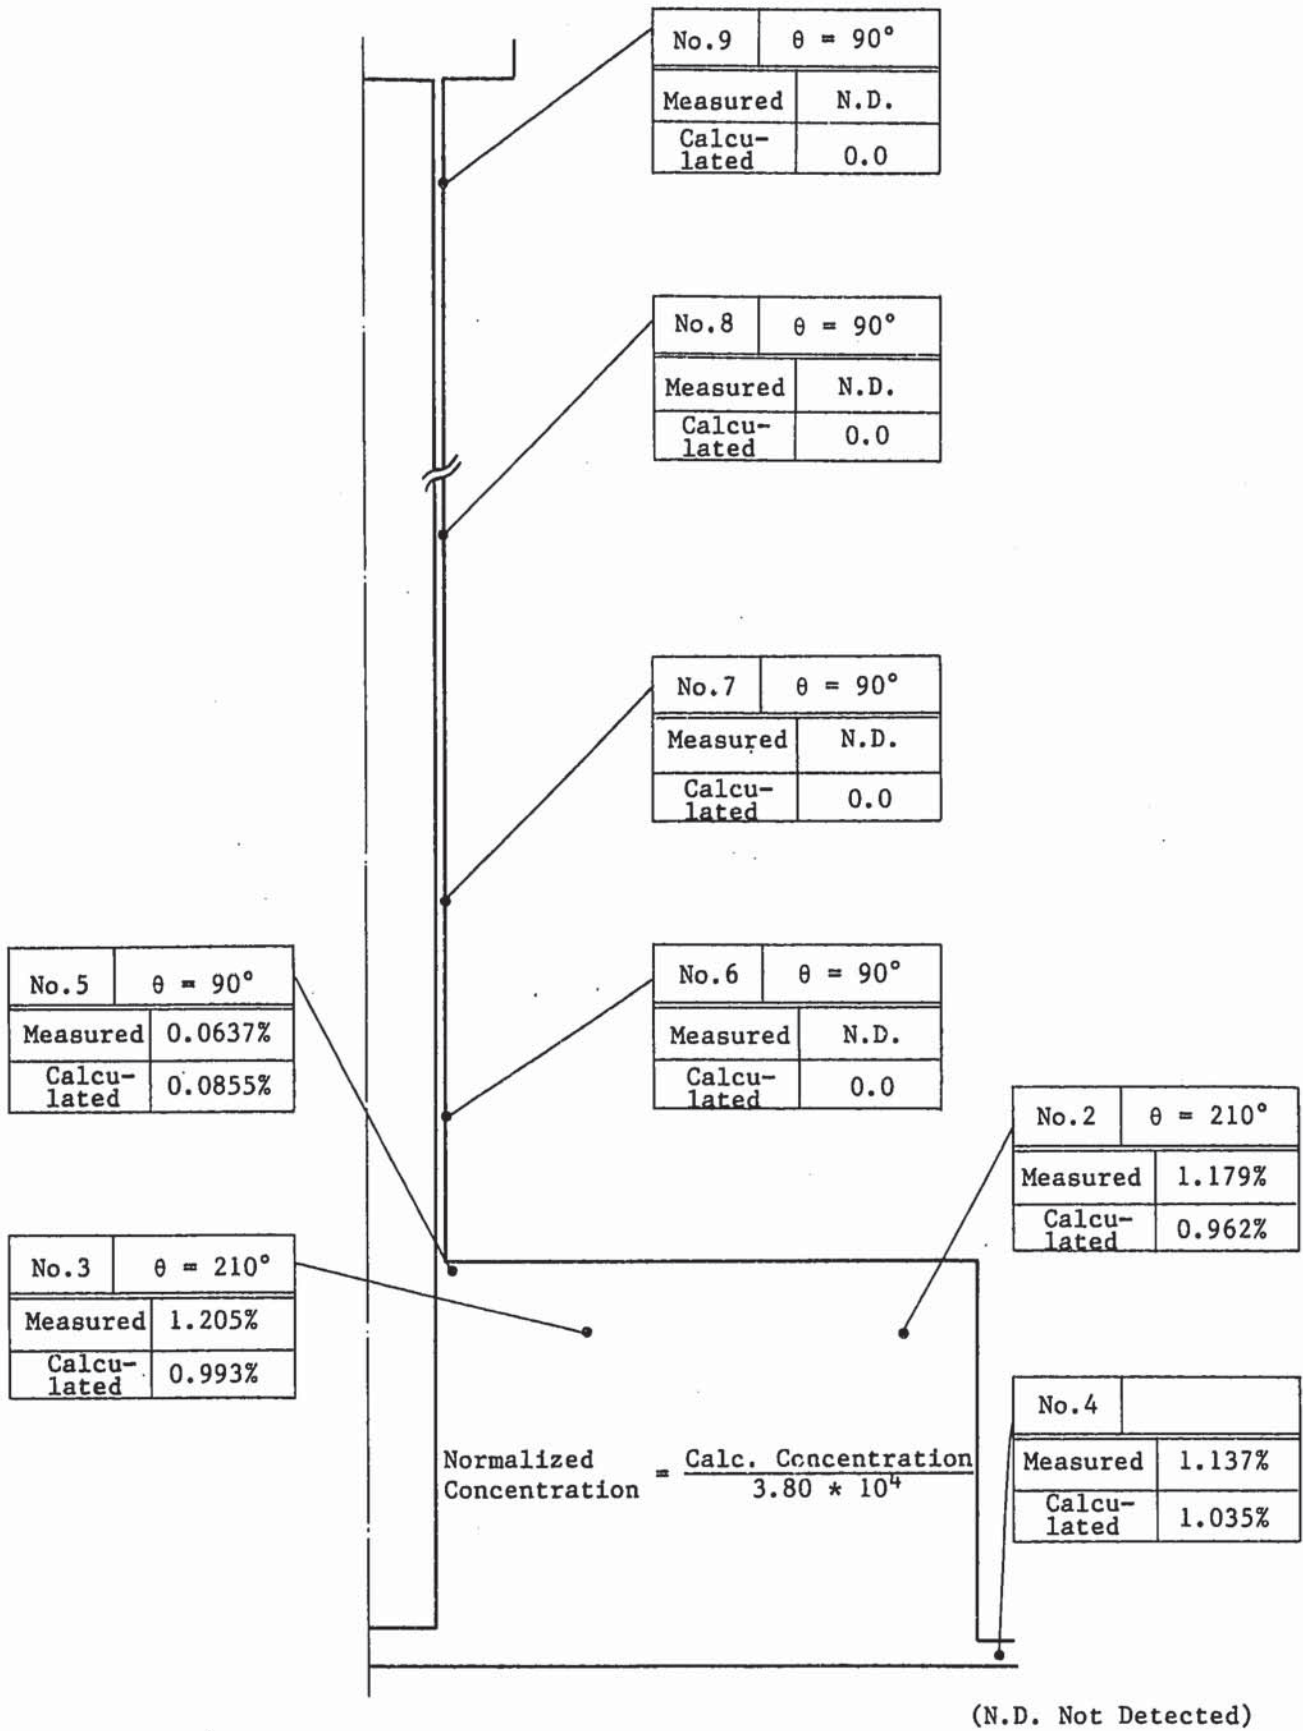 No.9 θ = 90°
Measured N.D.
Calcu-
lated 0.0
No.8 θ = 90°
Measured N.D.
Calcu-
lated 0.0
No.7 θ = 90°
Measured N.D.
Calcu-
lated 0.0
No.5 θ = 90°
Measured 0.0637%
Calcu-
lated 0.0855%
No.6 θ = 90°
Measured N.D.
Calcu-
lated 0.0
No.2 θ = 210°
Measured 1.179%
Calcu-
lated 0.962%
No.3 θ = 210°
Measured 1.205%
Calcu-
lated 0.993%
No.4
Measured 1.137%
Calcu-
lated 1.035%
Normalized
Concentration = Calc. Concentration
3.80 * 10⁴
(N.D. Not Detected)